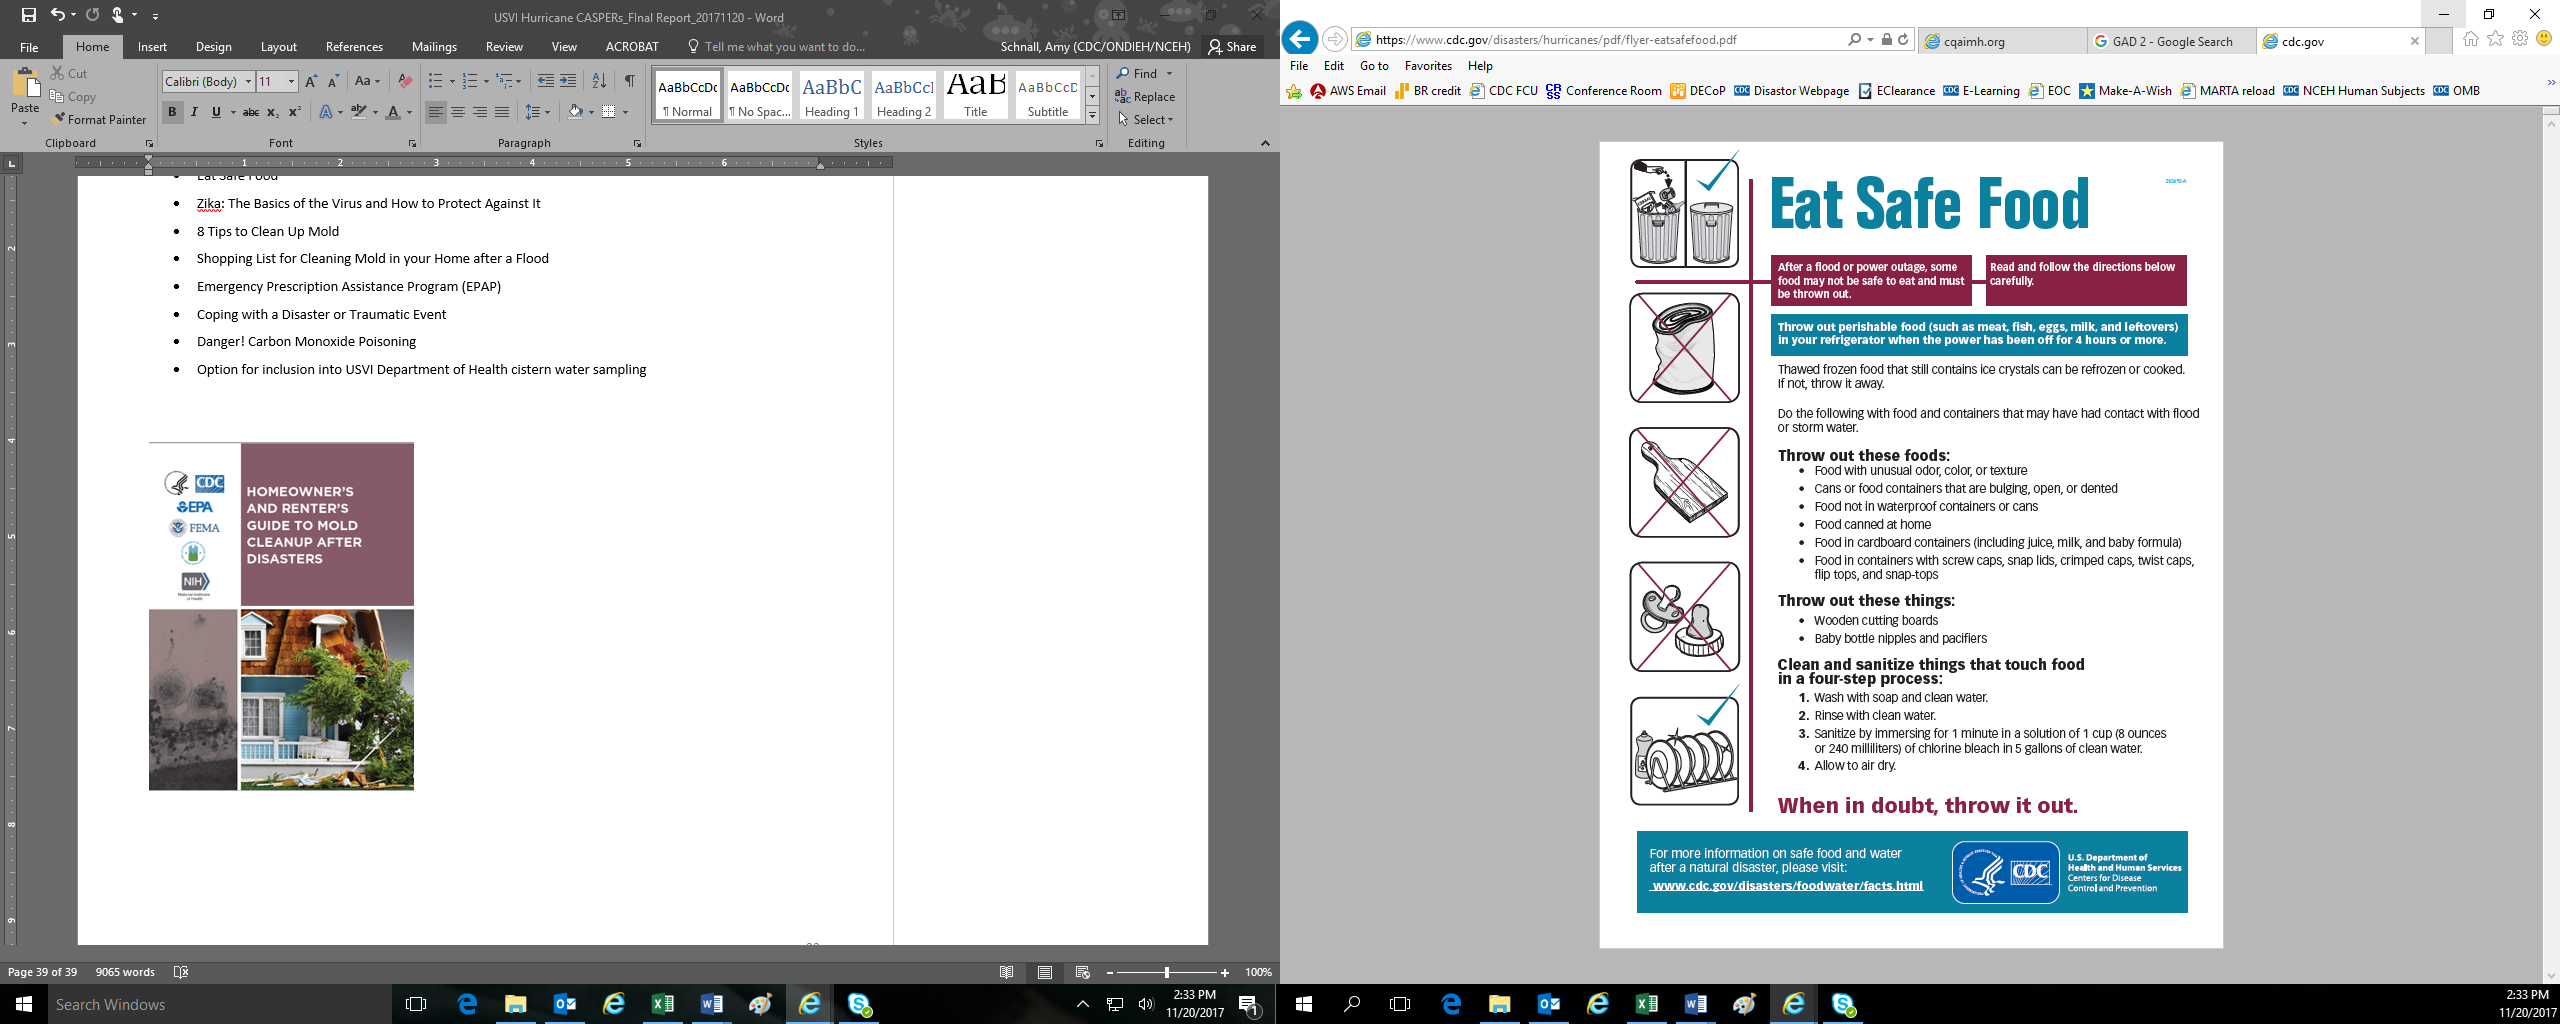 USVI Hurricane CASPERs_FInal Report_20171120 - Word
File Home Insert Design Layout References Mailings Review View ACROBAT Tell me what you want to do... Schnall, Amy (CDC/ONDIEH/NCEH) Share
Paste
Cut
Copy
Format Painter
Calibri (Body) 11
AaBbCcDc AaBbCcDc AaBbC AaBbCcI AaB AaBbCcD
¶ Normal ¶ No Spac... Heading 1 Heading 2 Title Subtitle
Find
Replace
Select
Clipboard Font Paragraph Styles Editing
1 2 3 4 5 6
Eat Safe Food
Zika: The Basics of the Virus and How to Protect Against It
8 Tips to Clean Up Mold
Shopping List for Cleaning Mold in your Home after a Flood
Emergency Prescription Assistance Program (EPAP)
Coping with a Disaster or Traumatic Event
Danger! Carbon Monoxide Poisoning
Option for inclusion into USVI Department of Health cistern water sampling
CDC
EPA
FEMA
NIH
HOMEOWNER'S
AND RENTER'S
GUIDE TO MOLD
CLEANUP AFTER
DISASTERS
Page 39 of 39 9065 words
100%
Search Windows
2:33 PM
11/20/2017
https://www.cdc.gov/disasters/hurricanes/pdf/flyer-eatsafefood.pdf
cqaimh.org
GAD 2 - Google Search
cdc.gov
File Edit Go to Favorites Help
AWS Email BR credit CDC FCU Conference Room DECoP Disastor Webpage EClearance E-Learning EOC Make-A-Wish MARTA reload NCEH Human Subjects OMB
Eat Safe Food
After a flood or power outage, some
food may not be safe to eat and must
be thrown out.
Read and follow the directions below
carefully.
Throw out perishable food (such as meat, fish, eggs, milk, and leftovers)
in your refrigerator when the power has been off for 4 hours or more.
Thawed frozen food that still contains ice crystals can be refrozen or cooked.
If not, throw it away.
Do the following with food and containers that may have had contact with flood
or storm water.
Throw out these foods:
Food with unusual odor, color, or texture
Cans or food containers that are bulging, open, or dented
Food not in waterproof containers or cans
Food canned at home
Food in cardboard containers (including juice, milk, and baby formula)
Food in containers with screw caps, snap lids, crimped caps, twist caps,
flip tops, and snap-tops
Throw out these things:
Wooden cutting boards
Baby bottle nipples and pacifiers
Clean and sanitize things that touch food
in a four-step process:
1. Wash with soap and clean water.
2. Rinse with clean water.
3. Sanitize by immersing for 1 minute in a solution of 1 cup (8 ounces
or 240 milliliters) of chlorine bleach in 5 gallons of clean water.
4. Allow to air dry.
When in doubt, throw it out.
For more information on safe food and water
after a natural disaster, please visit:
www.cdc.gov/disasters/foodwater/facts.html
CDC
U.S. Department of
Health and Human Services
Centers for Disease
Control and Prevention
2:33 PM
11/20/2017